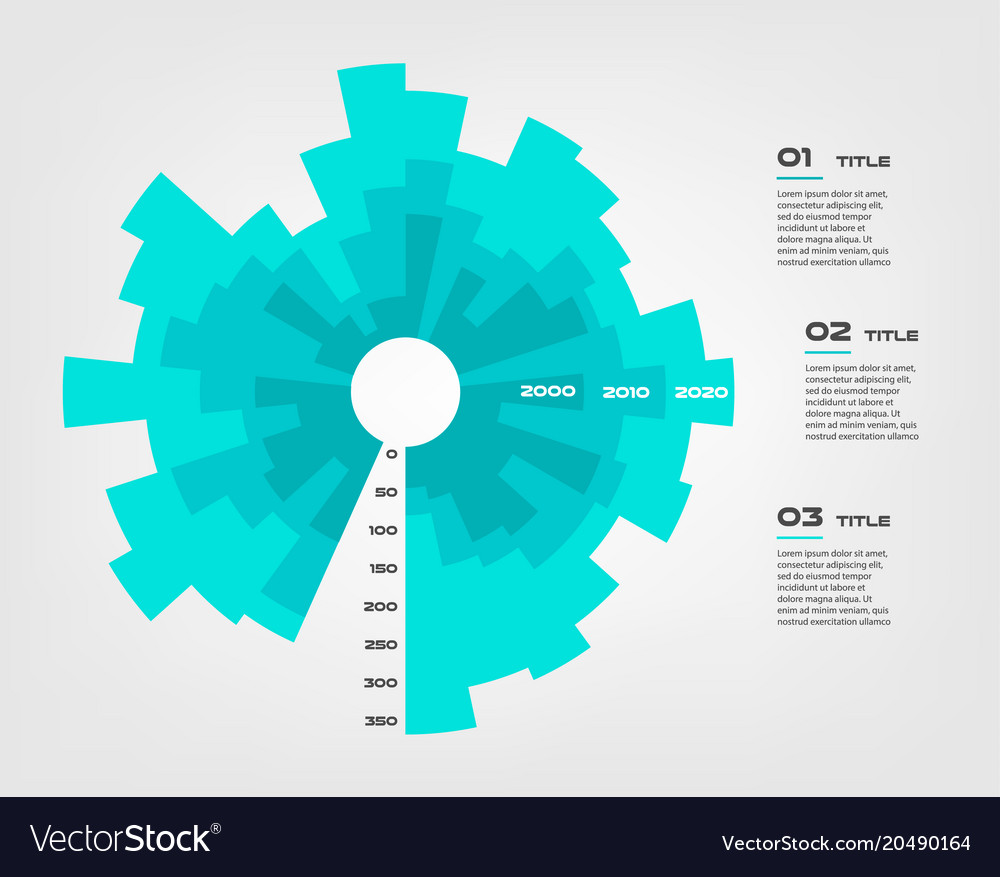 01 TITLE
Lorem ipsum dolor sit amet,
consectetur adipiscing elit,
sed do eiusmod tempor
incididunt ut labore et
dolore magna aliqua. Ut
enim ad minim veniam, quis
nostrud exercitation ullamco
02 TITLE
Lorem ipsum dolor sit amet,
consectetur adipiscing elit,
sed do eiusmod tempor
incididunt ut labore et
dolore magna aliqua. Ut
enim ad minim veniam, quis
nostrud exercitation ullamco
03 TITLE
Lorem ipsum dolor sit amet,
consectetur adipiscing elit,
sed do eiusmod tempor
incididunt ut labore et
dolore magna aliqua. Ut
enim ad minim veniam, quis
nostrud exercitation ullamco
2000 2010 2020
0
50
100
150
200
250
300
350
VectorStock®
VectorStock.com/20490164